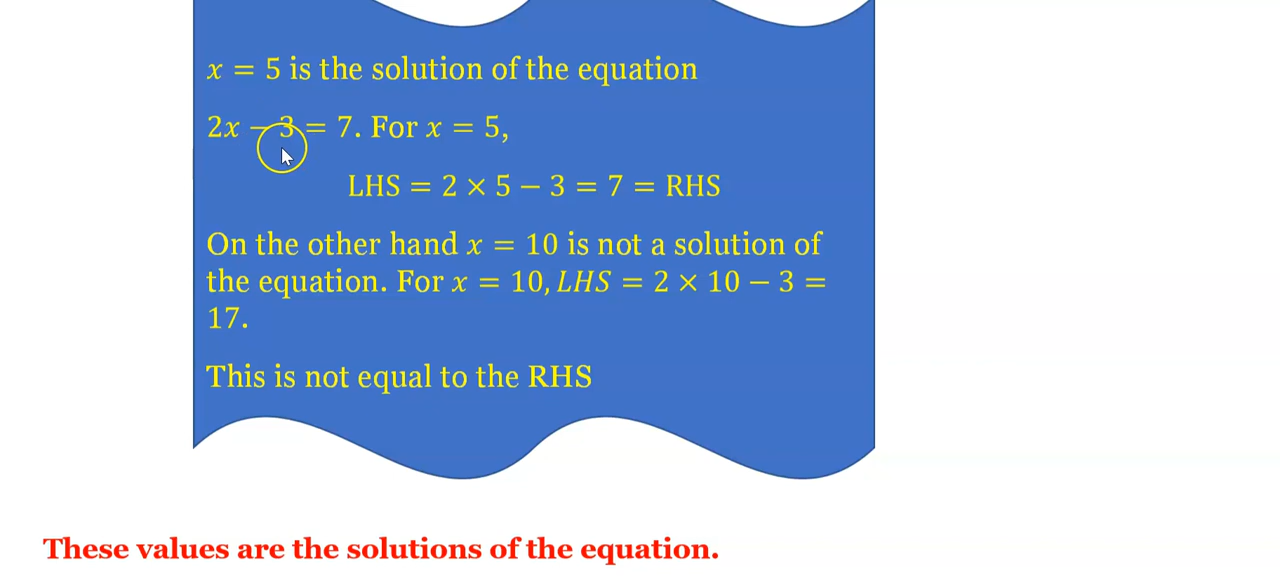 x = 5 is the solution of the equation
2x − 3 = 7. For x = 5,
LHS = 2 × 5 − 3 = 7 = RHS
On the other hand x = 10 is not a solution of
the equation. For x = 10, LHS = 2 × 10 − 3 =
17.
This is not equal to the RHS
These values are the solutions of the equation.